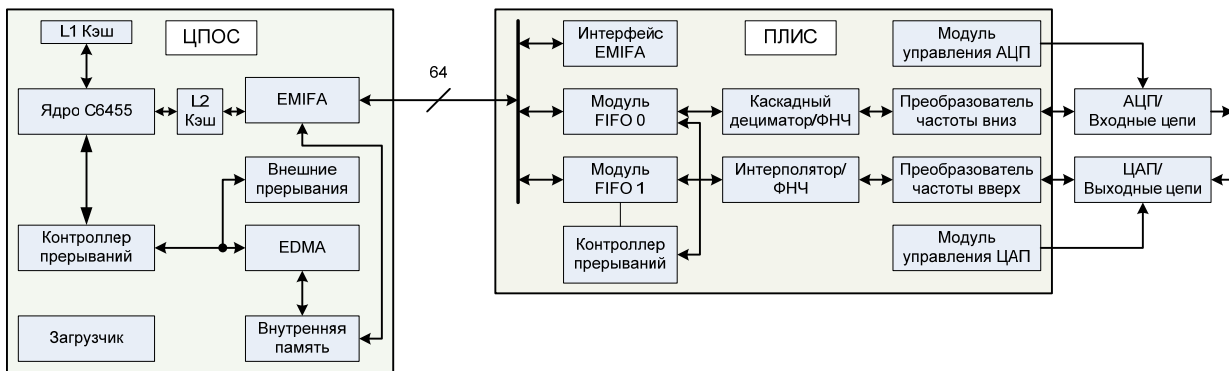 L1 Кэш
ЦПОС
Ядро C6455
L2
Кэш
EMIFA
Внешние
прерывания
Контроллер
прерываний
EDMA
Загрузчик
Внутренная
память
64
Интерфейс
EMIFA
ПЛИС
Модуль
управления АЦП
Модуль
FIFO 0
Каскадный
дециматор/ФНЧ
Преобразователь
частоты вниз
АЦП/
Входные цепи
Модуль
FIFO 1
Интерполятор/
ФНЧ
Преобразователь
частоты вверх
ЦАП/
Выходные цепи
Контроллер
прерываний
Модуль
управления ЦАП